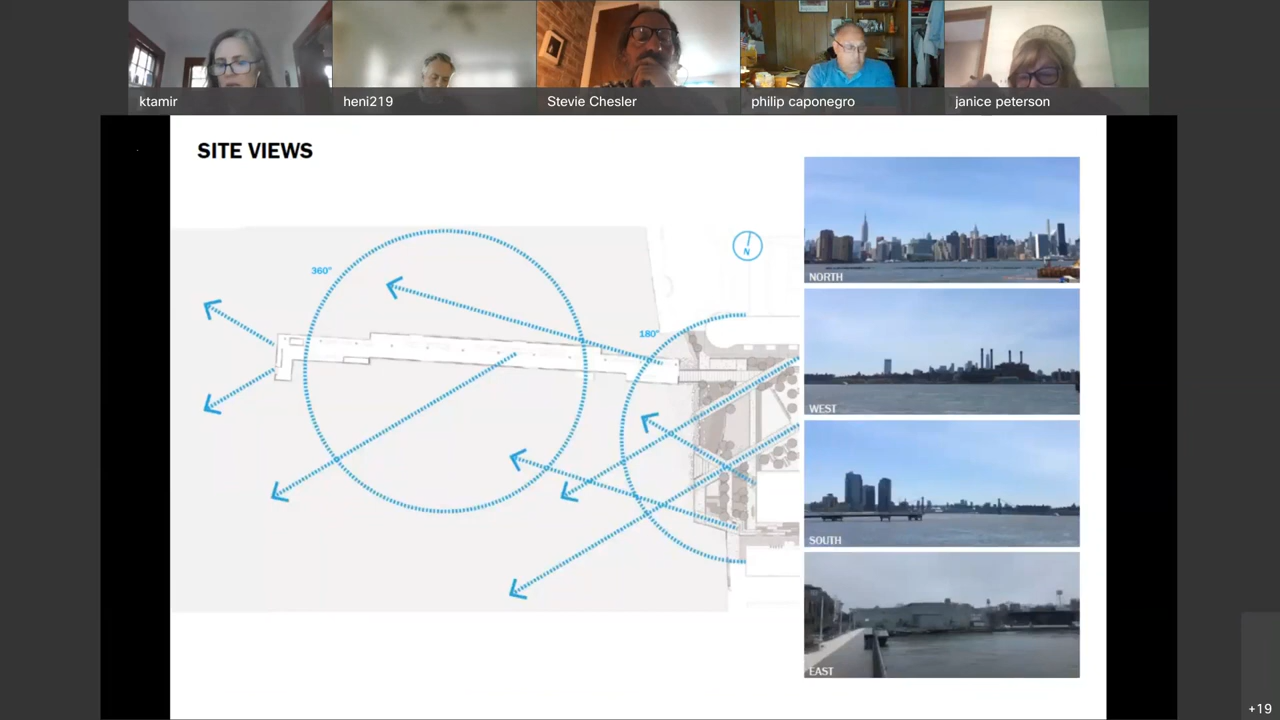 ktamir
heni219
Stevie Chesler
philip caponegro
janice peterson
SITE VIEWS
360°
180°
N
NORTH
WEST
SOUTH
EAST
+19